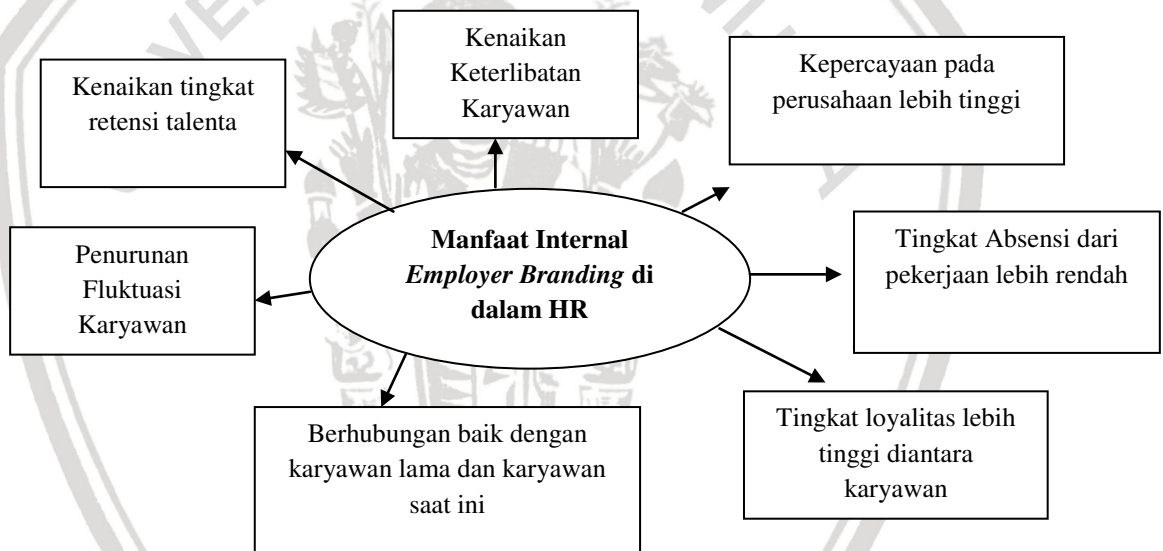 Kenaikan
Keterlibatan
Karyawan
Kepercayaan pada
perusahaan lebih tinggi
Kenaikan tingkat
retensi talenta
Manfaat Internal
Employer Branding di
dalam HR
Tingkat Absensi dari
pekerjaan lebih rendah
Penurunan
Fluktuasi
Karyawan
Tingkat loyalitas lebih
tinggi diantara
karyawan
Berhubungan baik dengan
karyawan lama dan karyawan
saat ini